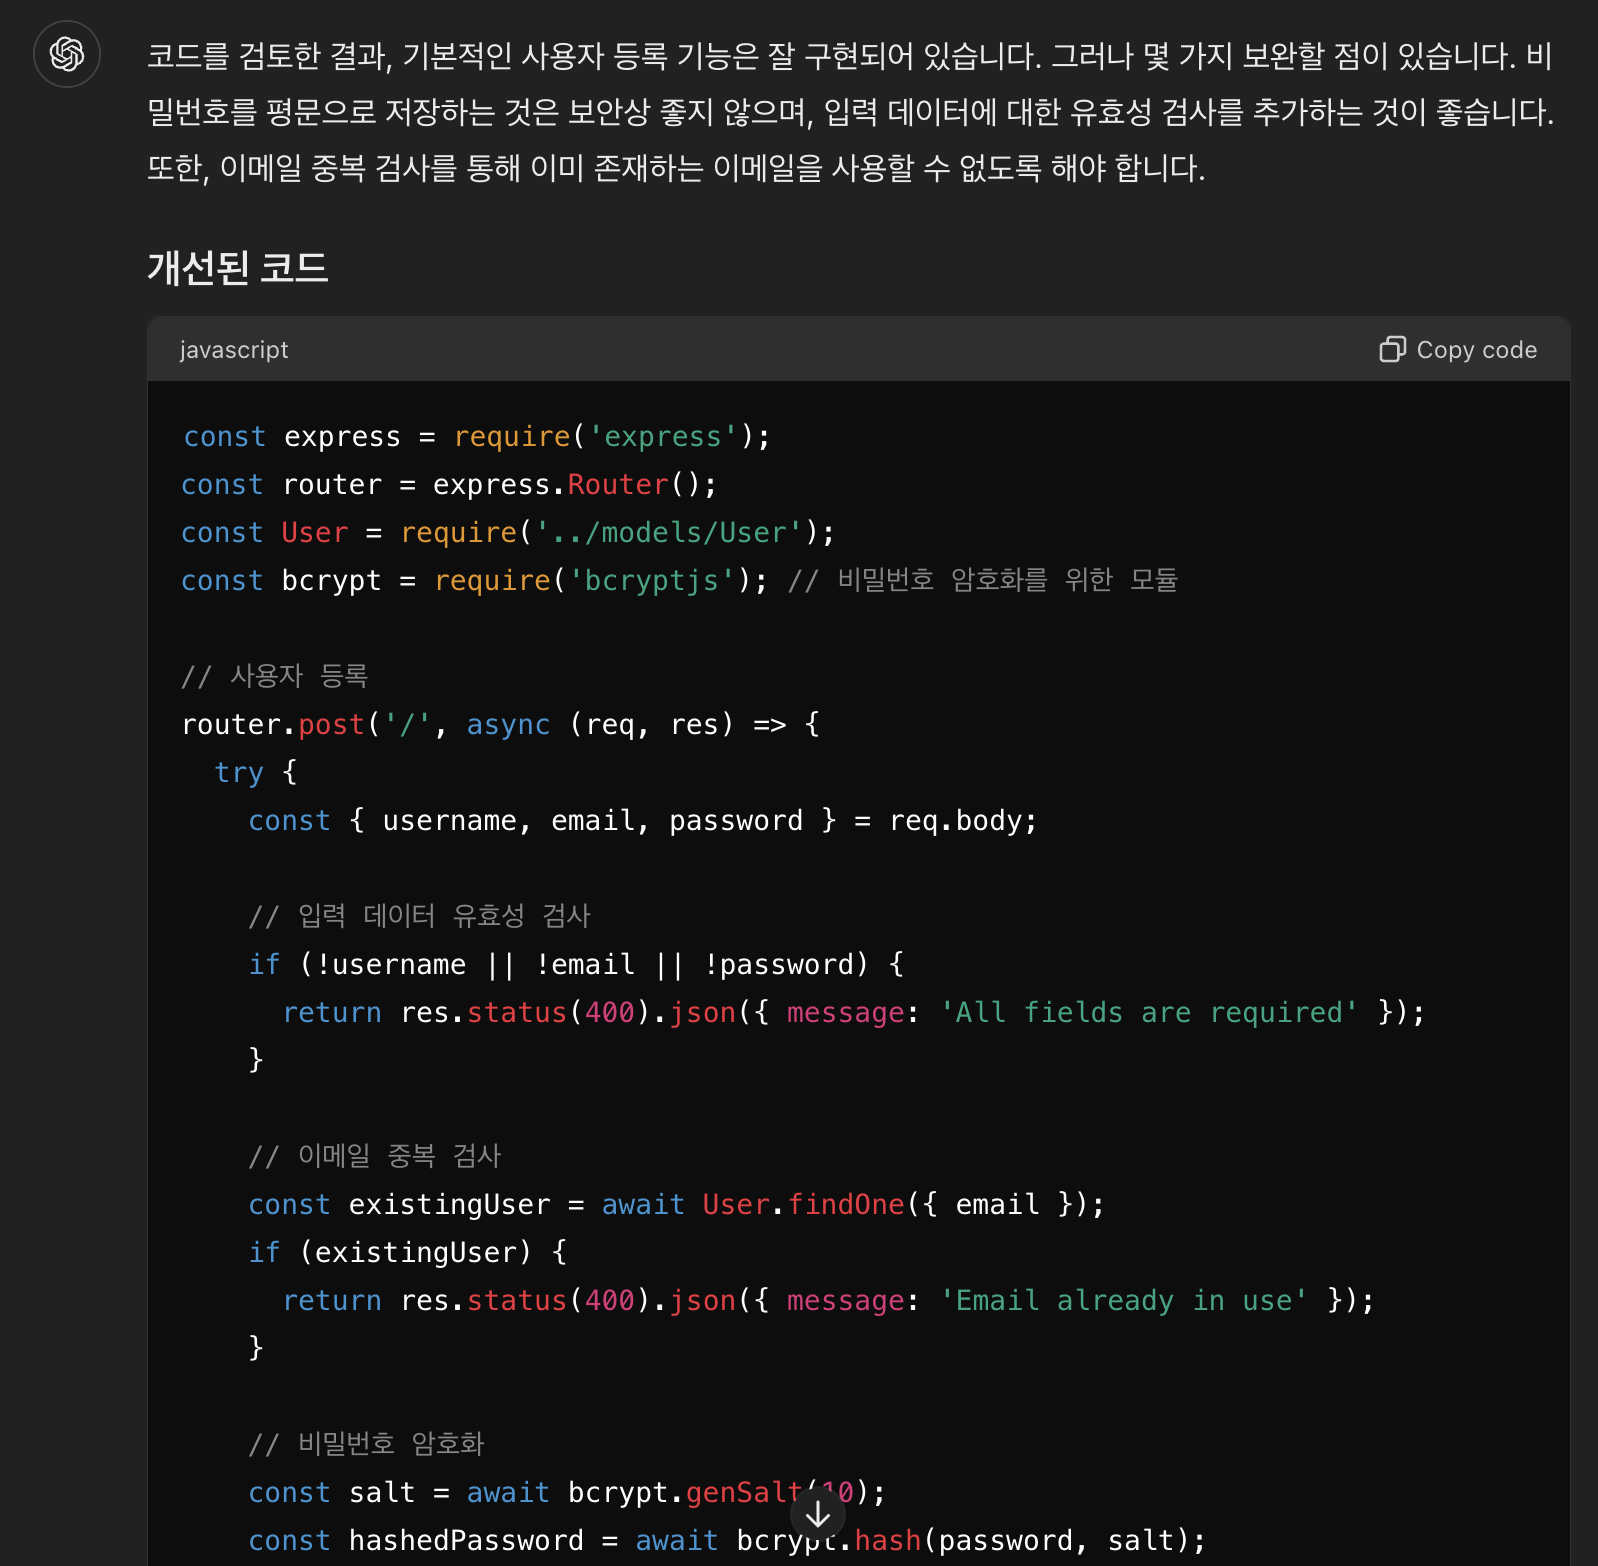 코드를 검토한 결과, 기본적인 사용자 등록 기능은 잘 구현되어 있습니다. 그러나 몇 가지 보완할 점이 있습니다. 비
밀번호를 평문으로 저장하는 것은 보안상 좋지 않으며, 입력 데이터에 대한 유효성 검사를 추가하는 것이 좋습니다.
또한, 이메일 중복 검사를 통해 이미 존재하는 이메일을 사용할 수 없도록 해야 합니다.
개선된 코드
javascript
Copy code
const express = require('express');
const router = express.Router();
const User = require('../models/User');
const bcrypt = require('bcryptjs'); // 비밀번호 암호화를 위한 모듈
// 사용자 등록
router.post('/', async (req, res) => {
try {
const { username, email, password } = req.body;
// 입력 데이터 유효성 검사
if (!username || !email || !password) {
return res.status(400).json({ message: 'All fields are required' });
}
// 이메일 중복 검사
const existingUser = await User.findOne({ email });
if (existingUser) {
return res.status(400).json({ message: 'Email already in use' });
}
// 비밀번호 암호화
const salt = await bcrypt.genSalt(10);
const hashedPassword = await bcrypt.hash(password, salt);